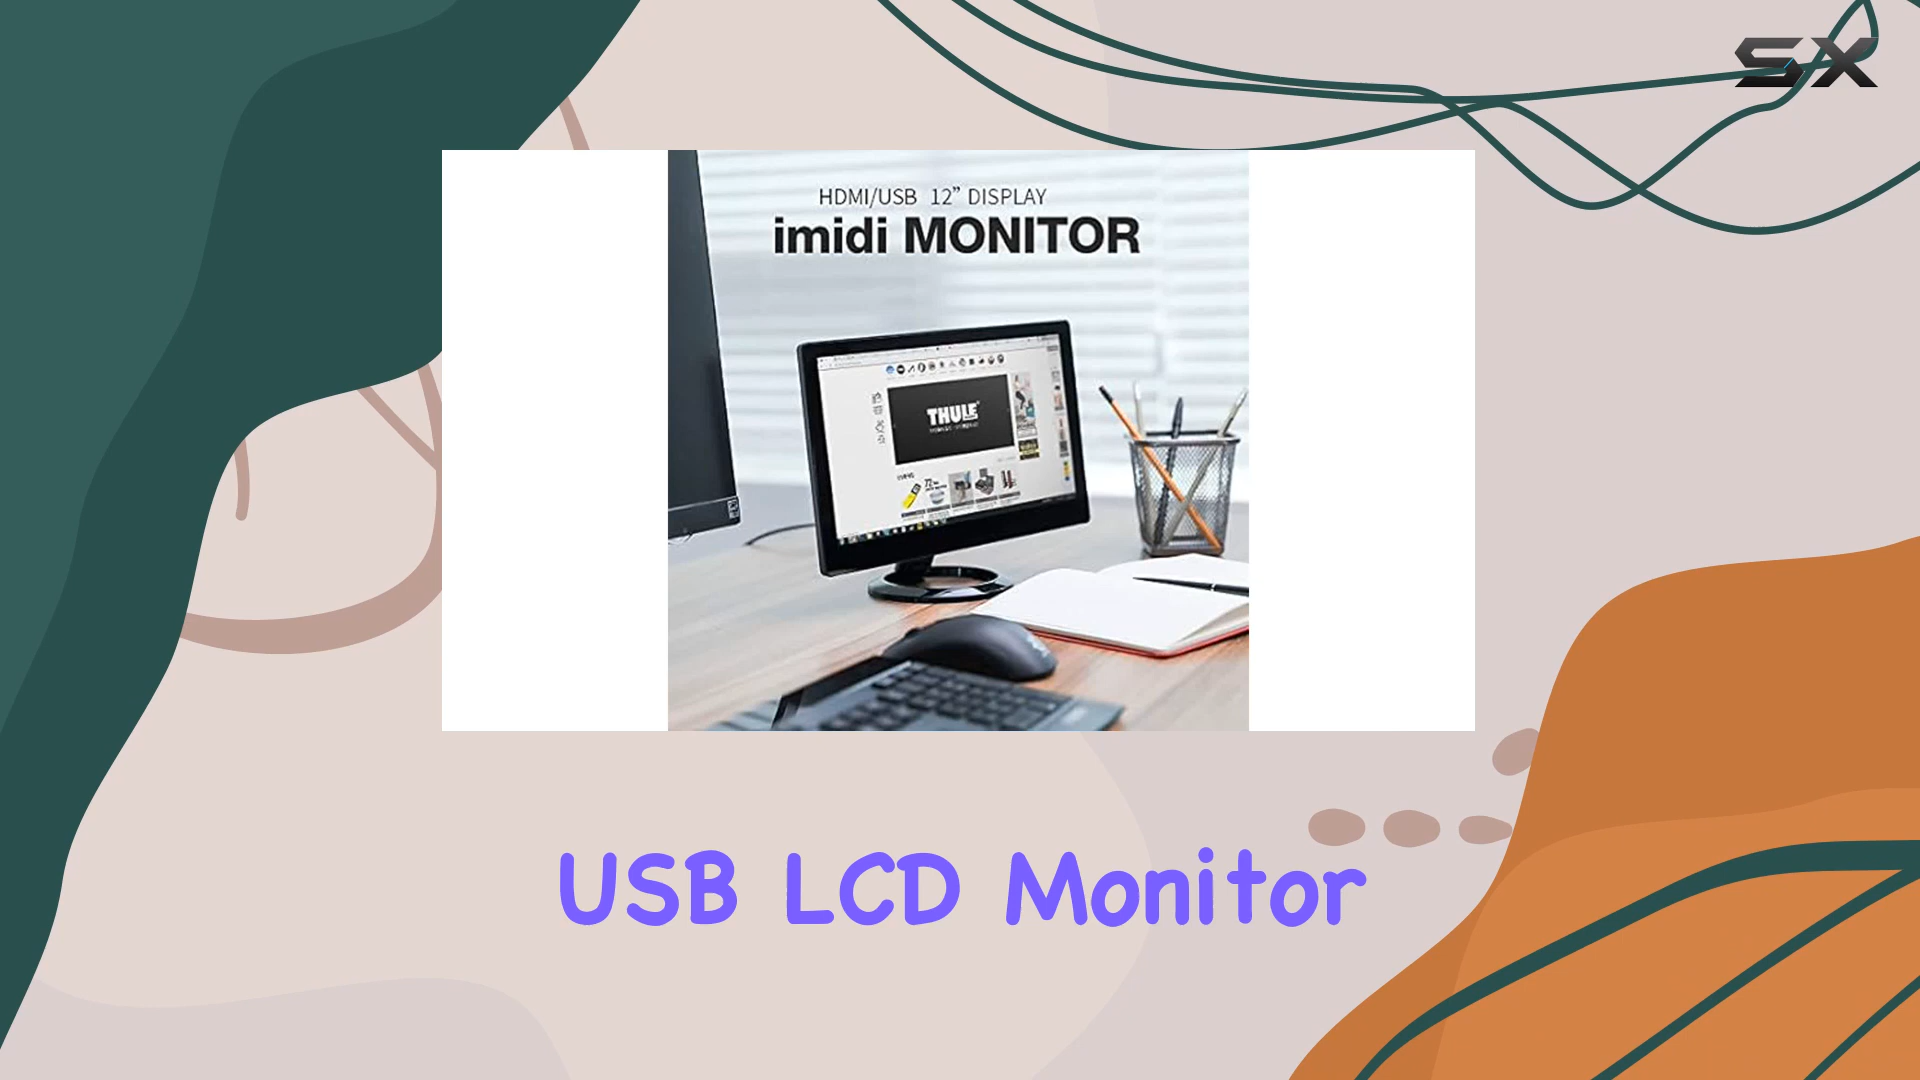 SX
HDMI/USB 12” DISPLAY
imidi MONITOR
THULE
USB LCD Monitor